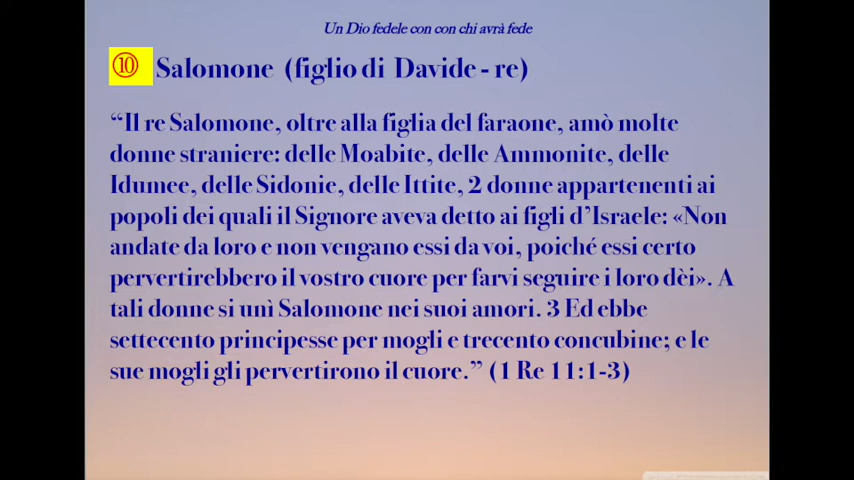 Un Dio fedele con con chi avrà fede
⑩ Salomone (figlio di Davide - re)
“Il re Salomone, oltre alla figlia del faraone, amò molte
donne straniere: delle Moabite, delle Ammonite, delle
Idumee, delle Sidonie, delle Ittite, 2 donne appartenenti ai
popoli dei quali il Signore aveva detto ai figli d’Israele: «Non
andate da loro e non vengano essi da voi, poiché essi certo
pervertirebbero il vostro cuore per farvi seguire i loro dèi». A
tali donne si unì Salomone nei suoi amori. 3 Ed ebbe
settecento principesse per mogli e trecento concubine; e le
sue mogli gli pervertirono il cuore.” (1 Re 11:1-3)